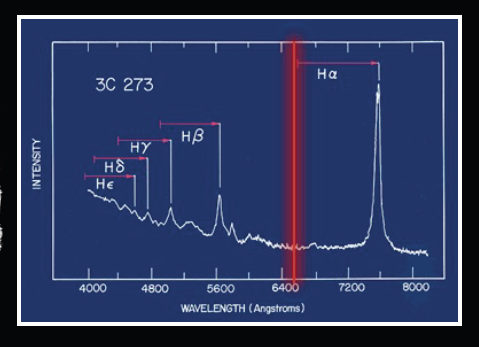 3C 273
Hα
Hβ
Hγ
Hδ
Hε
INTENSITY
4000 4800 5600 6400 7200 8000
WAVELENGTH (Angstroms)